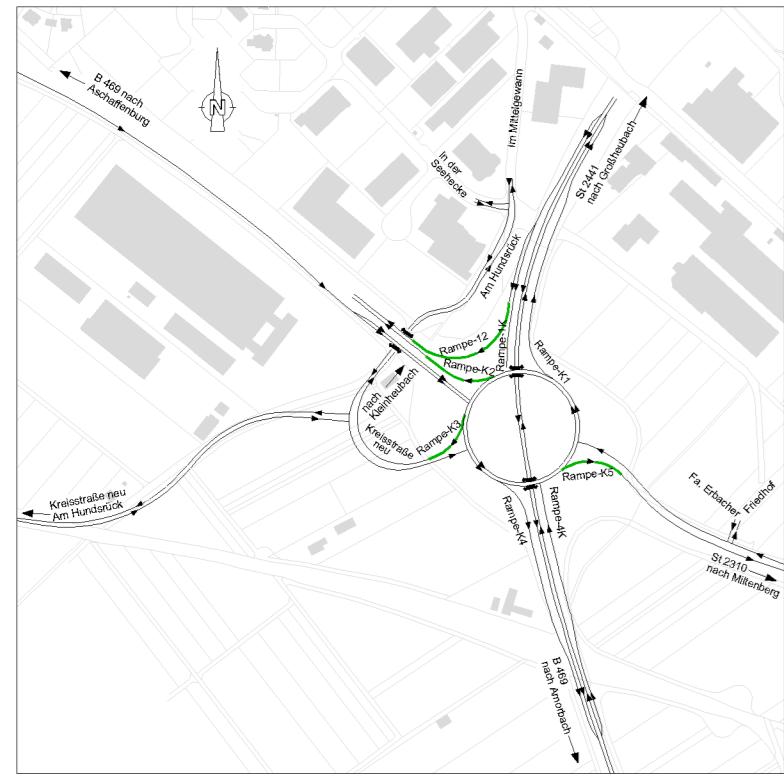 B 469 nach
Aschaffenburg
N
Im Mittelgewann
In der
Seehecke
St 2441
nach Großheubach
Am Hundsrück
Rampe-12
Rampe-1K
Rampe-K2
Rampe-K1
nach
Kleinheubach
Kreisstraße
neu
Rampe-K3
Rampe-K5
Rampe-K4
Rampe-4K
Kreisstraße neu
Am Hundsrück
Fa. Erbacher
Friedhof
St.2310
nach Miltenberg
B 469
nach Amorbach